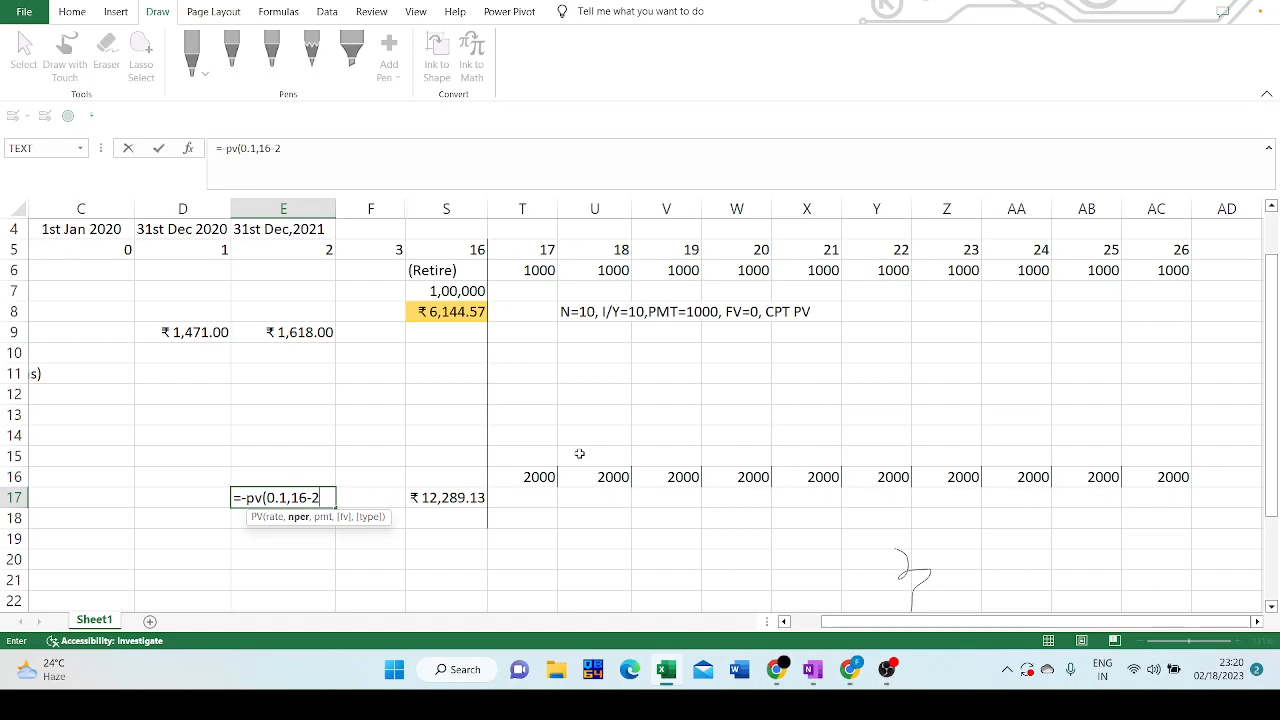 File Home Insert Draw Page Layout Formulas Data Review View Help Power Pivot Tell me what you want to do
Select Draw with Touch Eraser Lasso Select Add Pen Ink to Shape Ink to Math
Tools Pens Convert
TEXT fx =-pv(0.1,16-2
C D E F S T U V W X Y Z AA AB AC AD
4 1st Jan 2020 31st Dec 2020 31st Dec,2021
5 0 1 2 3 16 17 18 19 20 21 22 23 24 25 26
6 (Retire) 1000 1000 1000 1000 1000 1000 1000 1000 1000 1000
7 1,00,000
8 ₹ 6,144.57 N=10, I/Y=10,PMT=1000, FV=0, CPT PV
9 ₹ 1,471.00 ₹ 1,618.00
10
11 s)
12
13
14
15
16 2000 2000 2000 2000 2000 2000 2000 2000 2000 2000
17 =-pv(0.1,16-2 ₹ 12,289.13
18 PV(rate, nper, pmt, [fv], [type])
19
20
21
22
Sheet1
Enter Accessibility: Investigate
24°C Haze Search ENG IN 23:20 02/18/2023 2